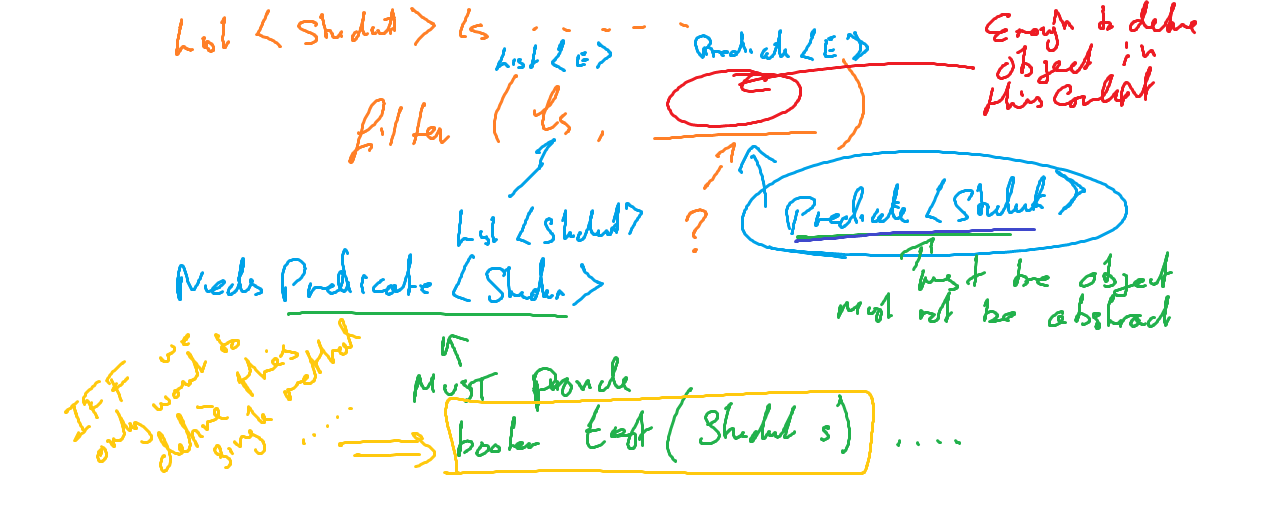 List < Student > ls . . - - - -
List < E >
Predicate < E >
Enough to define
object in
this context
filter ( ls , )
List < Student >
?
Predicate < Student >
Needs Predicate < Student >
must be object
Must not be abstract
IFF we
only want to
define this
single method
.....
MUST provide
boolean test ( Student s ) ....